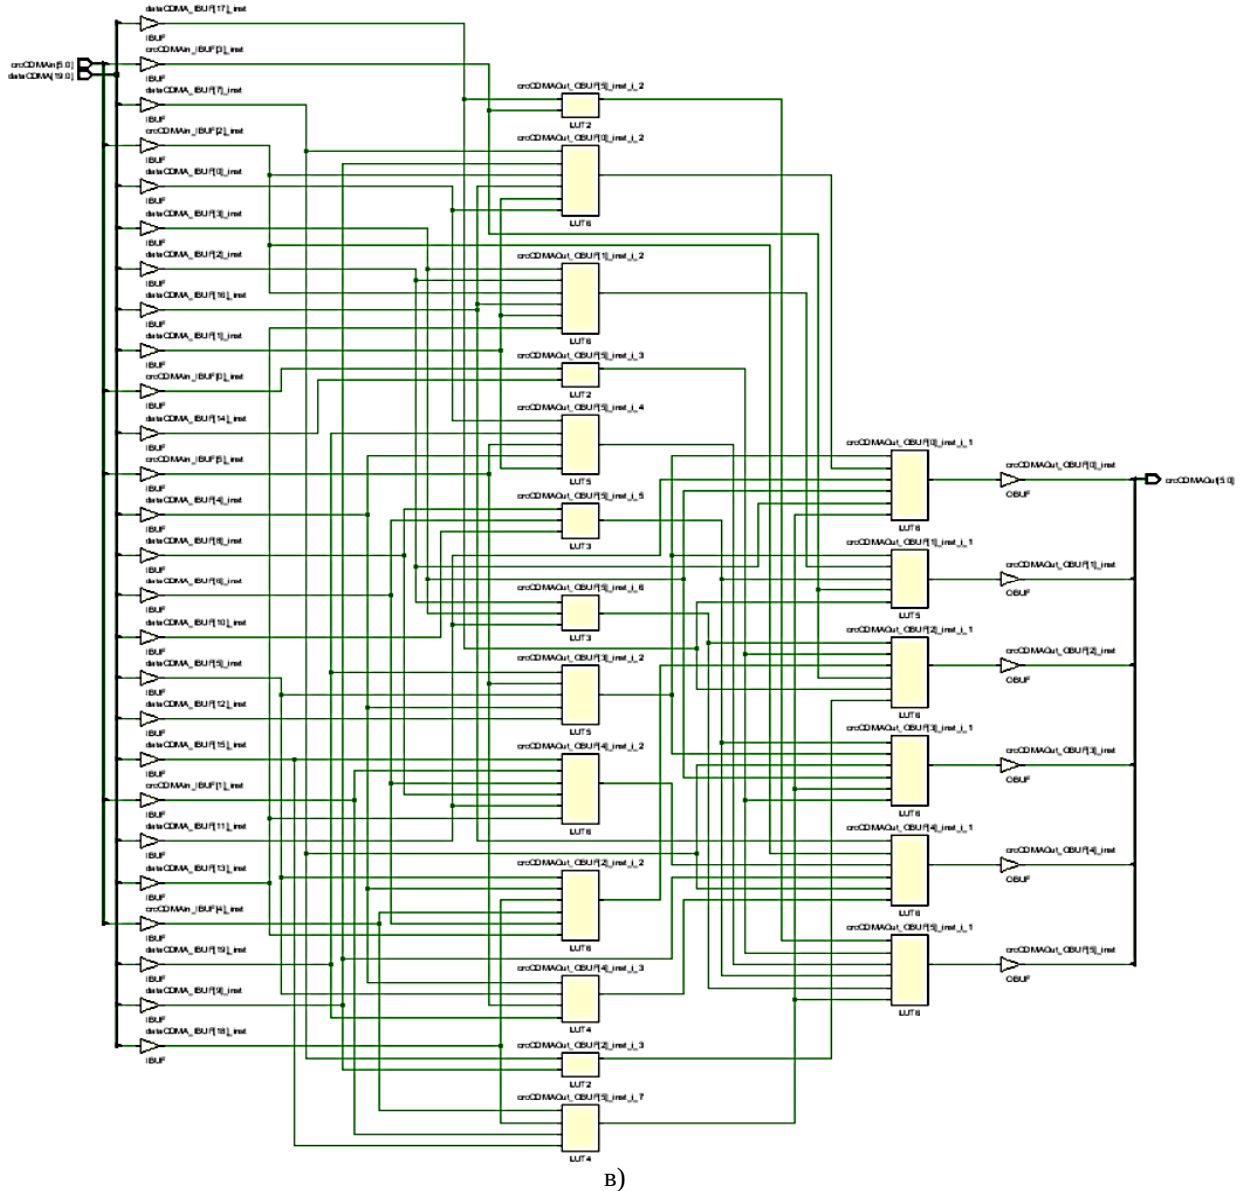 dataCDMA_IBUF[17]_inst
IBUF
crcCDMAin_IBUF[3]_inst
crcCDMAin[5:0]
dataCDMA[19:0]
IBUF
dataCDMA_IBUF[7]_inst
IBUF
crcCDMAin_IBUF[2]_inst
IBUF
dataCDMA_IBUF[0]_inst
IBUF
dataCDMA_IBUF[3]_inst
IBUF
dataCDMA_IBUF[2]_inst
IBUF
dataCDMA_IBUF[16]_inst
IBUF
dataCDMA_IBUF[1]_inst
IBUF
crcCDMAin_IBUF[0]_inst
IBUF
dataCDMA_IBUF[14]_inst
IBUF
crcCDMAin_IBUF[5]_inst
IBUF
dataCDMA_IBUF[4]_inst
IBUF
dataCDMA_IBUF[8]_inst
IBUF
dataCDMA_IBUF[6]_inst
IBUF
dataCDMA_IBUF[10]_inst
IBUF
dataCDMA_IBUF[5]_inst
IBUF
dataCDMA_IBUF[12]_inst
IBUF
dataCDMA_IBUF[15]_inst
IBUF
crcCDMAin_IBUF[1]_inst
IBUF
dataCDMA_IBUF[11]_inst
IBUF
dataCDMA_IBUF[13]_inst
IBUF
crcCDMAin_IBUF[4]_inst
IBUF
dataCDMA_IBUF[19]_inst
IBUF
dataCDMA_IBUF[9]_inst
IBUF
dataCDMA_IBUF[18]_inst
IBUF
crcCDMAOut_OBUF[5]_inst_i_2
LUT2
crcCDMAOut_OBUF[0]_inst_i_2
LUT6
crcCDMAOut_OBUF[1]_inst_i_2
LUT6
crcCDMAOut_OBUF[5]_inst_i_3
LUT2
crcCDMAOut_OBUF[5]_inst_i_4
LUT5
crcCDMAOut_OBUF[5]_inst_i_5
LUT3
crcCDMAOut_OBUF[5]_inst_i_6
LUT3
crcCDMAOut_OBUF[3]_inst_i_2
LUT5
crcCDMAOut_OBUF[4]_inst_i_2
LUT6
crcCDMAOut_OBUF[2]_inst_i_2
LUT6
crcCDMAOut_OBUF[4]_inst_i_3
LUT4
crcCDMAOut_OBUF[2]_inst_i_3
LUT2
crcCDMAOut_OBUF[5]_inst_i_7
LUT4
crcCDMAOut_OBUF[0]_inst_i_1
LUT6
crcCDMAOut_OBUF[1]_inst_i_1
LUT5
crcCDMAOut_OBUF[2]_inst_i_1
LUT6
crcCDMAOut_OBUF[3]_inst_i_1
LUT6
crcCDMAOut_OBUF[4]_inst_i_1
LUT6
crcCDMAOut_OBUF[5]_inst_i_1
LUT6
crcCDMAOut_OBUF[0]_inst
OBUF
crcCDMAOut_OBUF[1]_inst
OBUF
crcCDMAOut_OBUF[2]_inst
OBUF
crcCDMAOut_OBUF[3]_inst
OBUF
crcCDMAOut_OBUF[4]_inst
OBUF
crcCDMAOut_OBUF[5]_inst
OBUF
crcCDMAOut[5:0]
в)